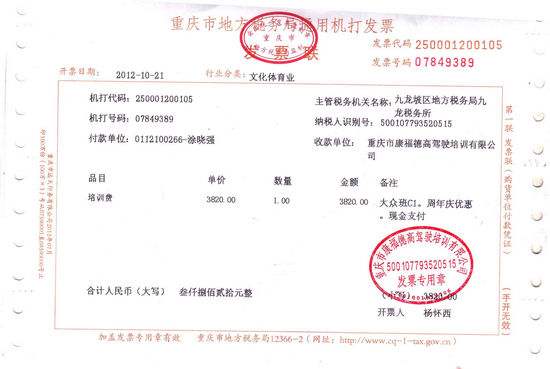 重庆市地方税务局通用机打发票
发票联
重庆市
发票代码 250001200105
发票号码 07849389
开票日期： 2012-10-21 行业分类：文化体育业
机打代码：250001200105 主管税务机关名称：九龙坡区地方税务局九
龙税务所
机打号码：07849389 纳税人识别号：500107793520515
付款单位：0112100266-涂晓强 收款单位：重庆市康福德高驾驶培训有限公
司
品目 单价 数量 金额 备注
培训费 3820.00 1.00 3820.00 大众班C1。周年庆优惠
。现金支付
重庆市康福德高驾驶培训有限公司
500107793520515
发票专用章
合计人民币（大写） 叁仟捌佰贰拾元整 (小写) 3820.00
开票人 杨怀西
加盖发票专用章有效 重庆市地方税务局12366-2（网址：http://www.cq-l-tax.gov.cn）
第一联 发票联（购货单位付款凭证）
（手开无效）